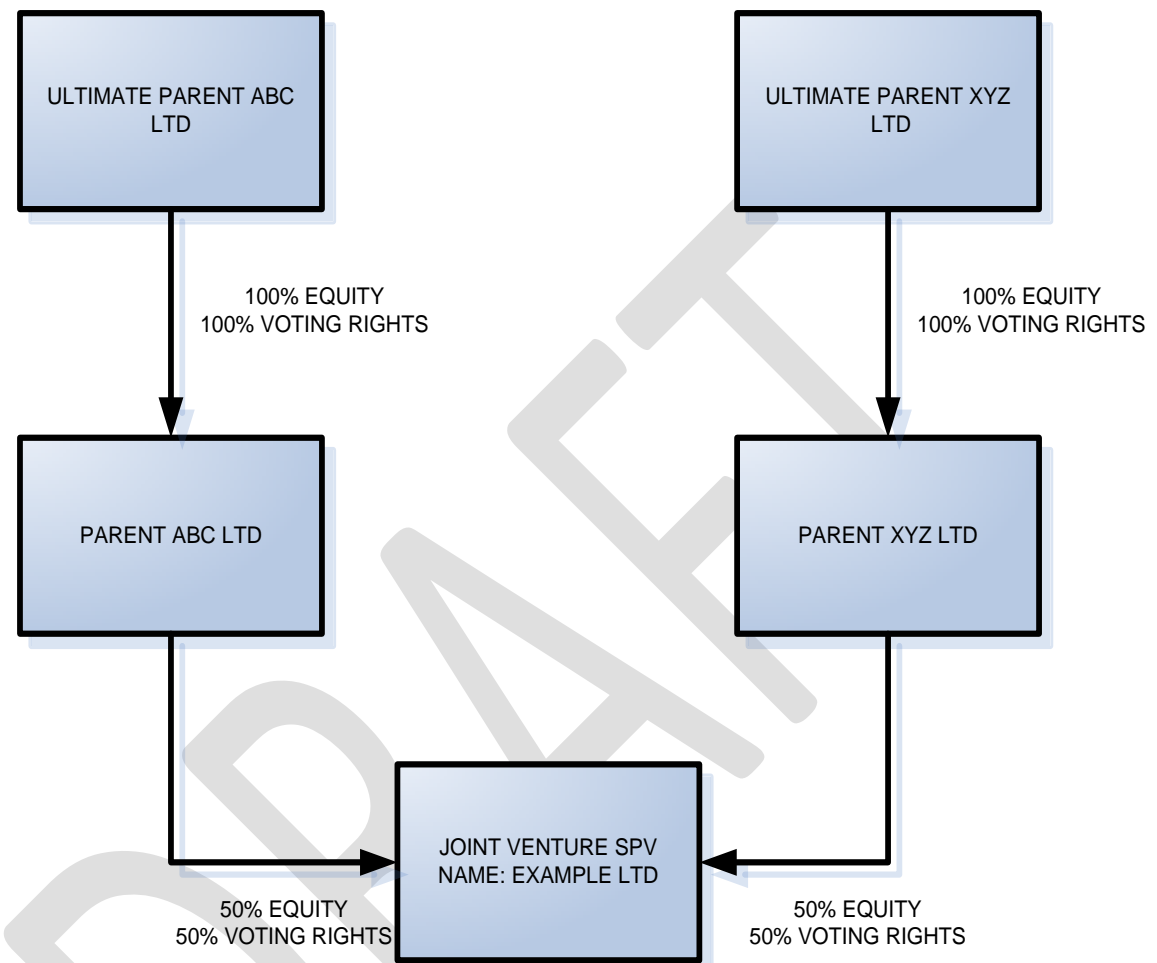 ULTIMATE PARENT ABC
LTD
ULTIMATE PARENT XYZ
LTD
100% EQUITY
100% VOTING RIGHTS
100% EQUITY
100% VOTING RIGHTS
PARENT ABC LTD
PARENT XYZ LTD
JOINT VENTURE SPV
NAME: EXAMPLE LTD
50% EQUITY
50% VOTING RIGHTS
50% EQUITY
50% VOTING RIGHTS
DRAFT